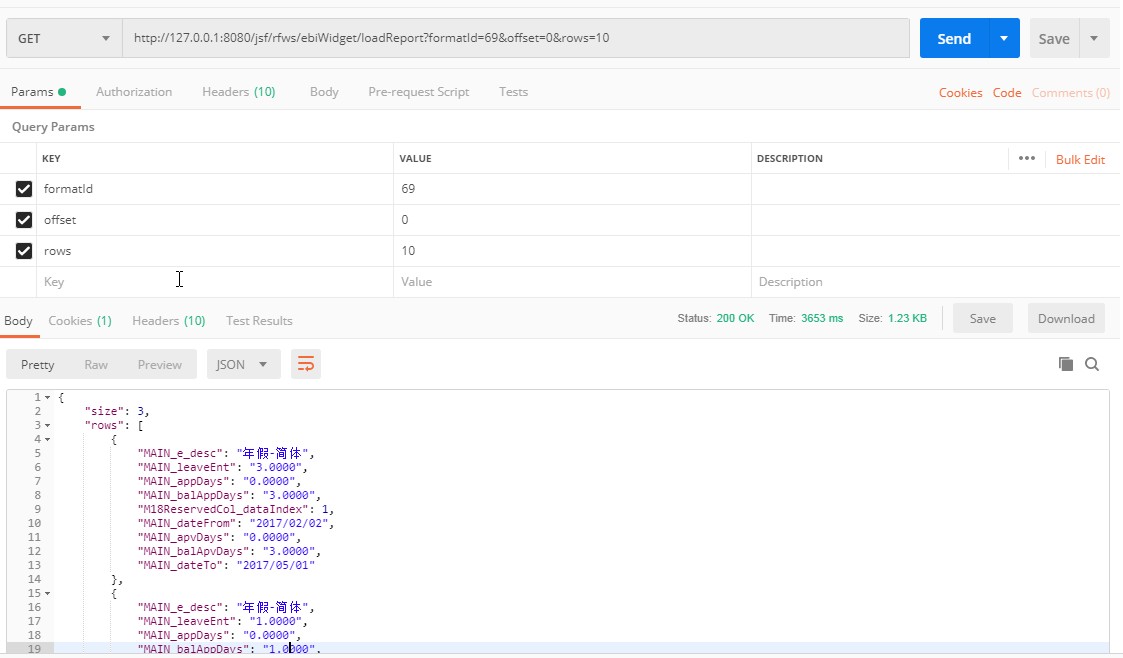 GET http://127.0.0.1:8080/jsf/rfws/ebiWidget/loadReport?formatId=69&offset=0&rows=10 Send Save
Params Authorization Headers (10) Body Pre-request Script Tests Cookies Code Comments (0)
Query Params
KEY VALUE DESCRIPTION ••• Bulk Edit
formatId 69
offset 0
rows 10
Key Value Description
Body Cookies (1) Headers (10) Test Results Status: 200 OK Time: 3653 ms Size: 1.23 KB Save Download
Pretty Raw Preview JSON
1 {
2 "size": 3,
3 "rows": [
4 {
5 "MAIN_e_desc": "年假-简体",
6 "MAIN_leaveEnt": "3.0000",
7 "MAIN_appDays": "0.0000",
8 "MAIN_balAppDays": "3.0000",
9 "M18ReservedCol_dataIndex": 1,
10 "MAIN_dateFrom": "2017/02/02",
11 "MAIN_apvDays": "0.0000",
12 "MAIN_balApvDays": "3.0000",
13 "MAIN_dateTo": "2017/05/01"
14 },
15 {
16 "MAIN_e_desc": "年假-简体",
17 "MAIN_leaveEnt": "1.0000",
18 "MAIN_appDays": "0.0000",
19 "MAIN_balAppDays": "1.0000",